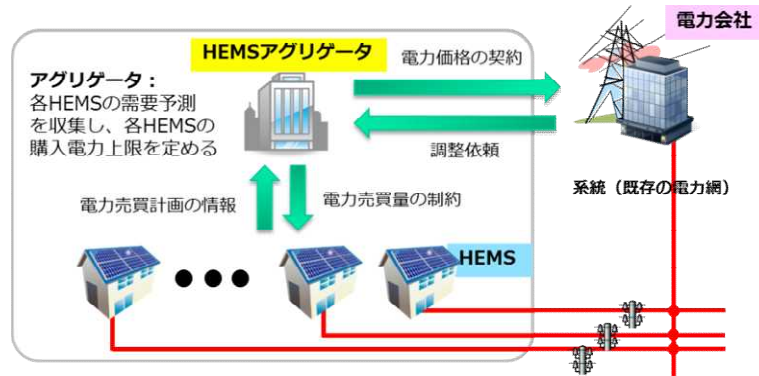 電力会社
HEMSアグリゲータ
電力価格の契約
アグリゲータ：
各HEMSの需要予測
を収集し、各HEMSの
購入電力上限を定める
調整依頼
系統（既存の電力網）
電力売買計画の情報
電力売買量の制約
HEMS